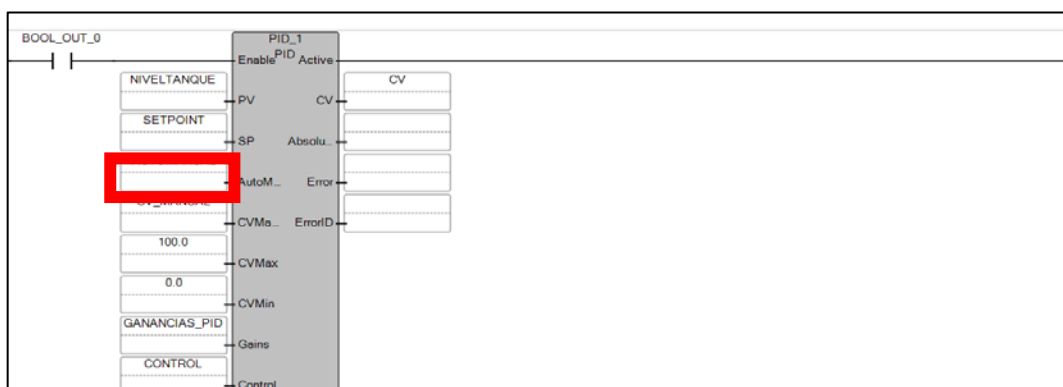 BOOL_OUT_0
PID_1
PID
Enable Active
NIVELTANQUE CV
PV CV
SETPOINT
SP Absolu...
AutoM... Error
CV_MANUAL
CVMa... ErrorID
100.0
CVMax
0.0
CVMin
GANANCIAS_PID
Gains
CONTROL
Control